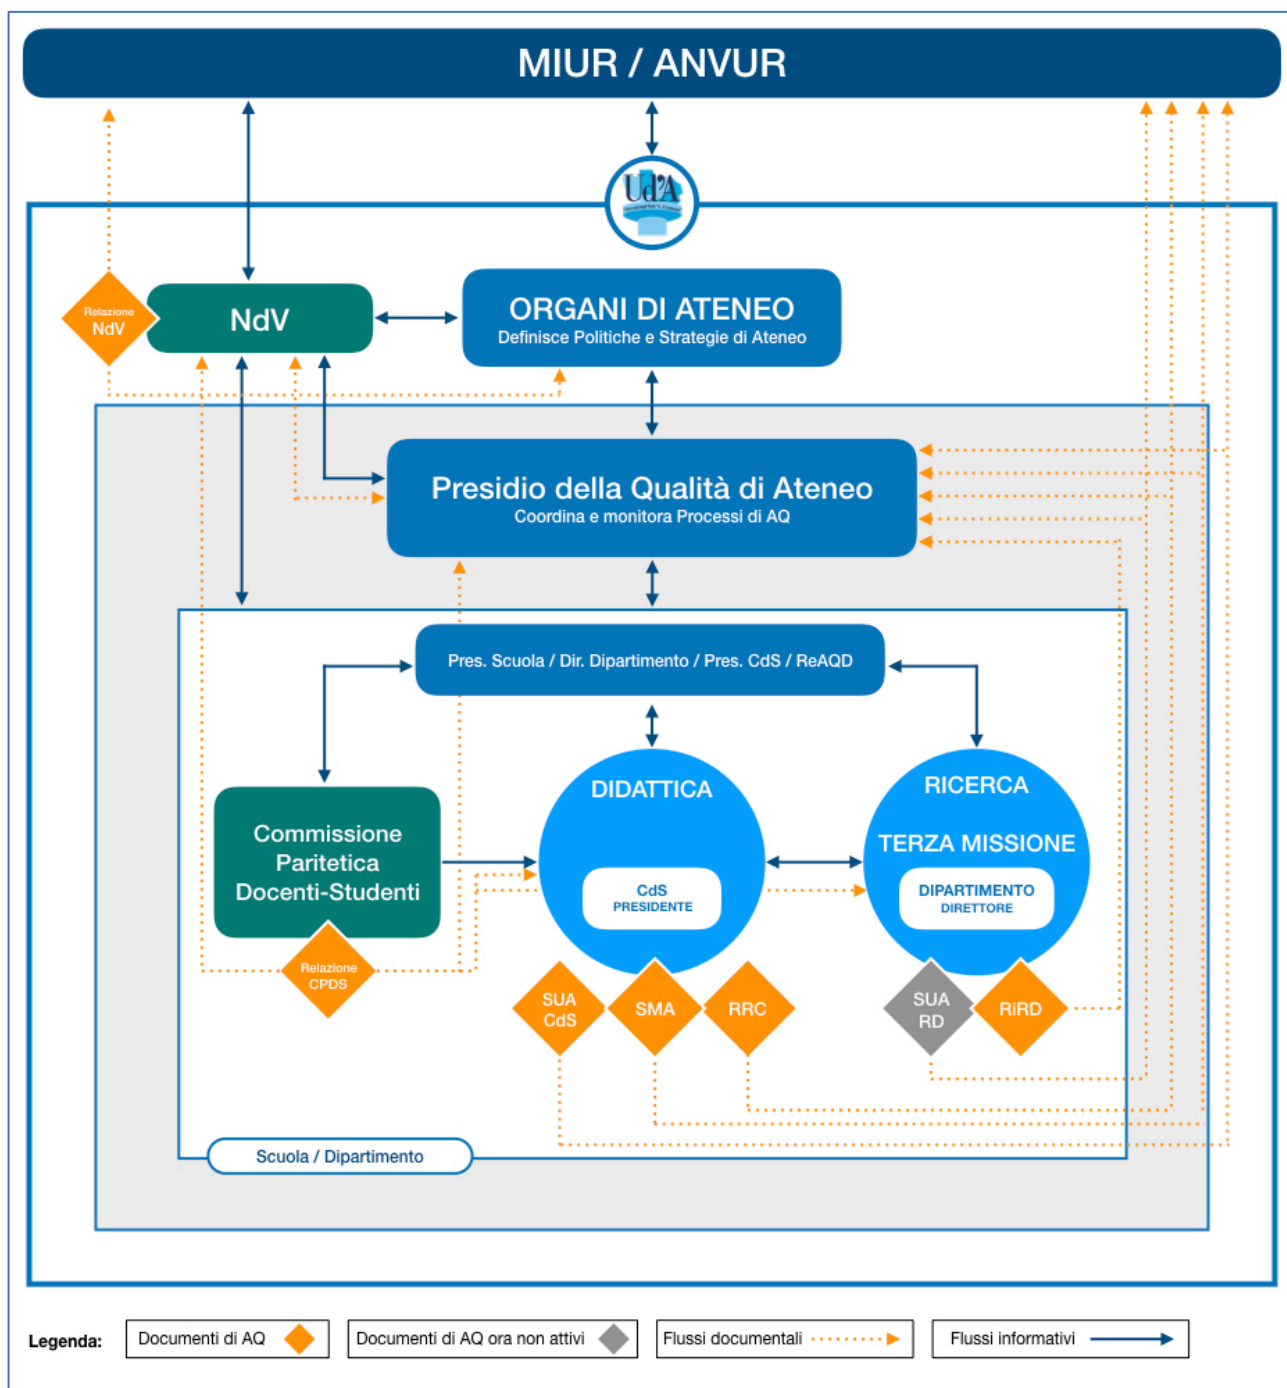 MIUR / ANVUR
Ud'A
Relazione
NdV
NdV
ORGANI DI ATENEO
Definisce Politiche e Strategie di Ateneo
Presidio della Qualità di Ateneo
Coordina e monitora Processi di AQ
Pres. Scuola / Dir. Dipartimento / Pres. CdS / ReAQD
Commissione
Paritetica
Docenti-Studenti
Relazione
CPDS
DIDATTICA
CdS
PRESIDENTE
RICERCA
TERZA MISSIONE
DIPARTIMENTO
DIRETTORE
SUA
CdS
SMA
RRC
SUA
RD
RiRD
Scuola / Dipartimento
Legenda:
Documenti di AQ
Documenti di AQ ora non attivi
Flussi documentali
Flussi informativi